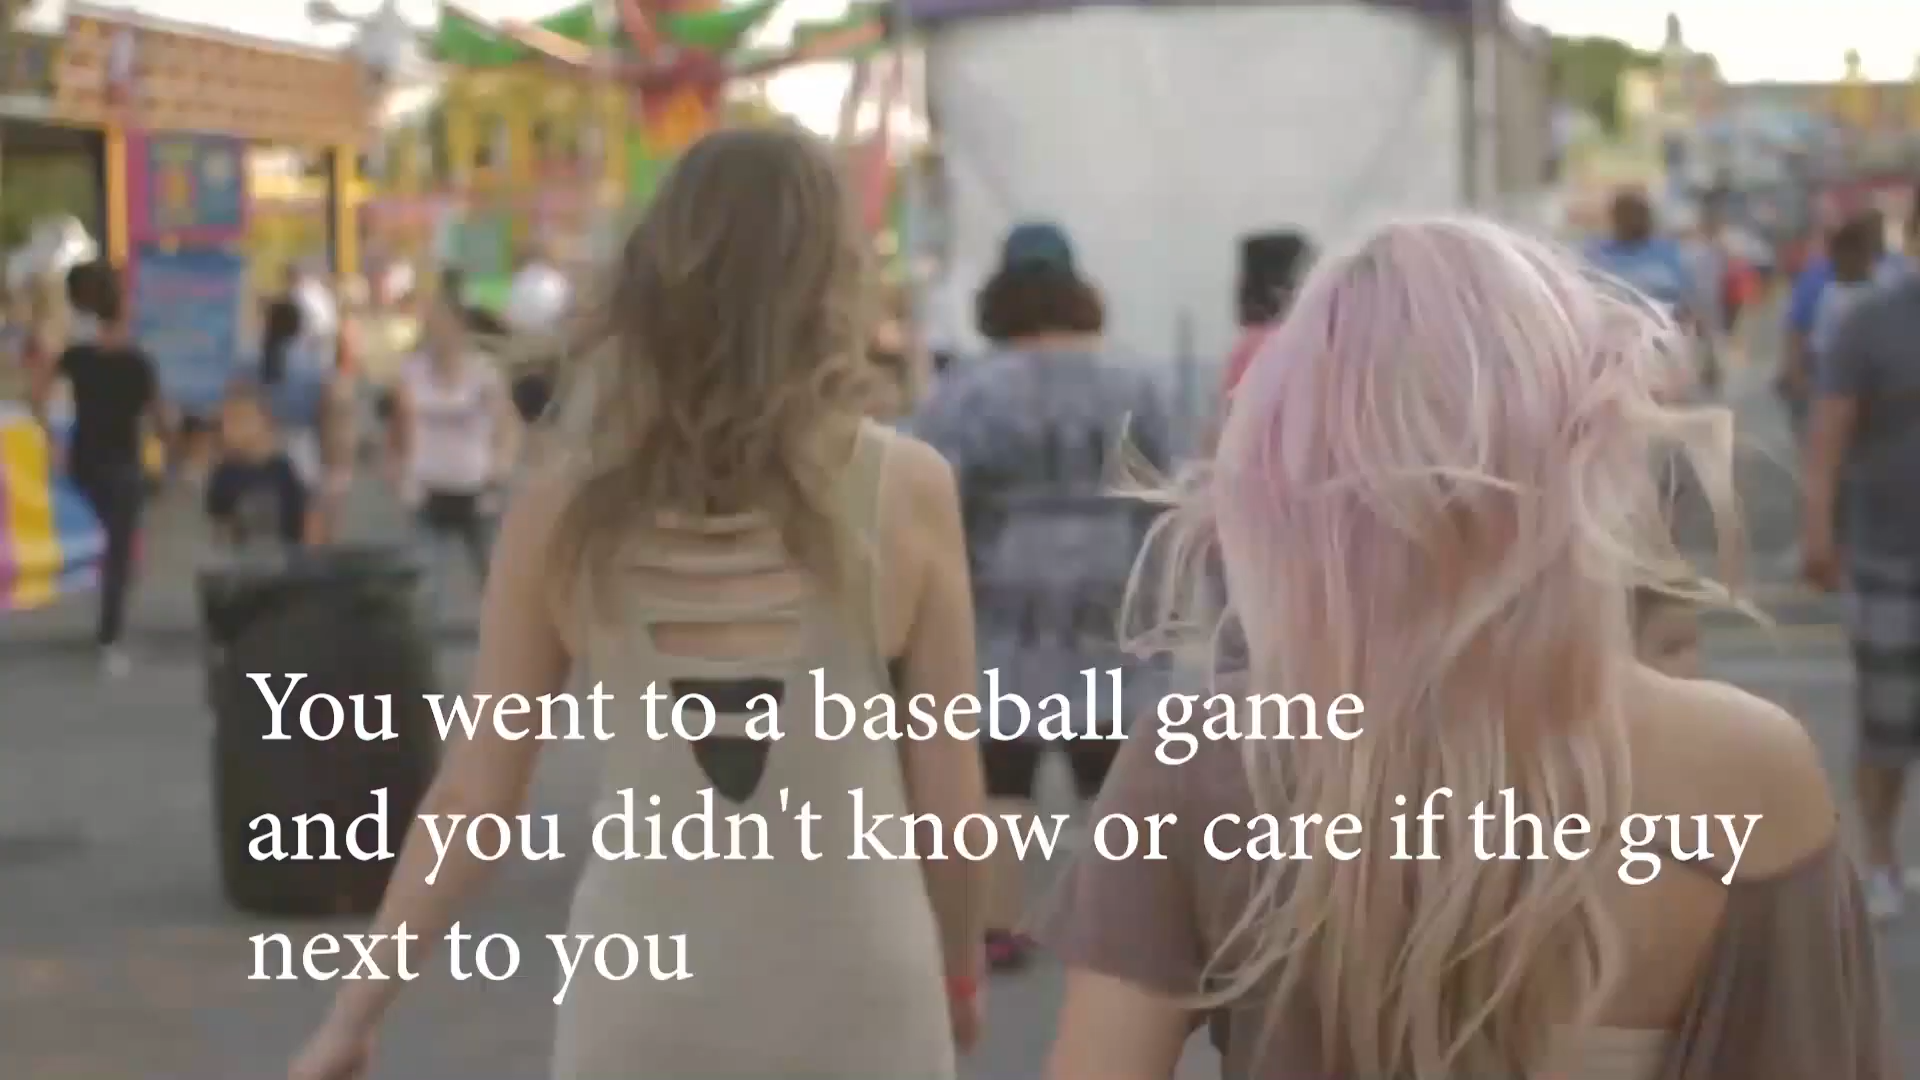 You went to a baseball game
and you didn't know or care if the guy
next to you